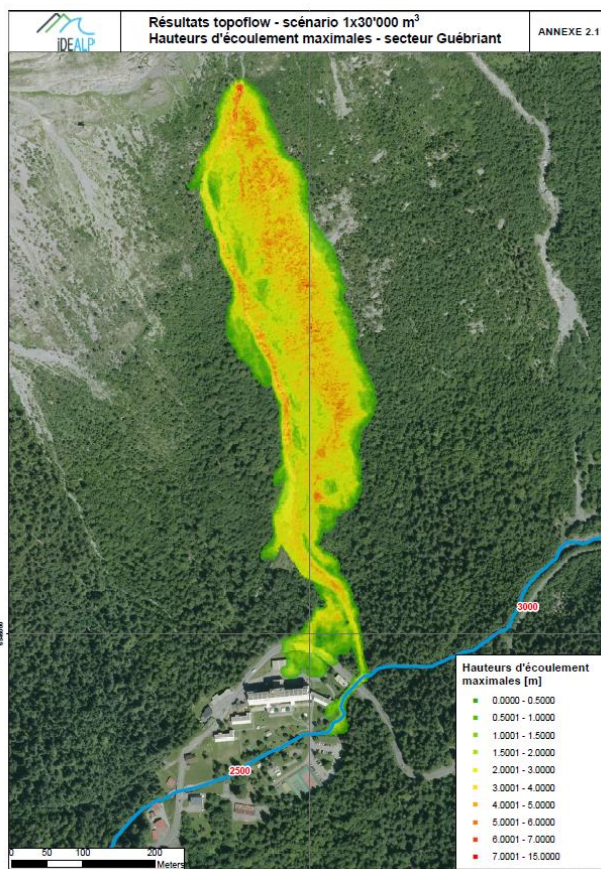 iDEALP
Résultats topoflow - scénario 1x30'000 m³
Hauteurs d'écoulement maximales - secteur Guébriant
ANNEXE 2.1
3000
2500
Hauteurs d'écoulement
maximales [m]
0.0000 - 0.5000
0.5001 - 1.0000
1.0001 - 1.5000
1.5001 - 2.0000
2.0001 - 3.0000
3.0001 - 4.0000
4.0001 - 5.0000
5.0001 - 6.0000
6.0001 - 7.0000
7.0001 - 15.0000
0 50 100 200
Meters